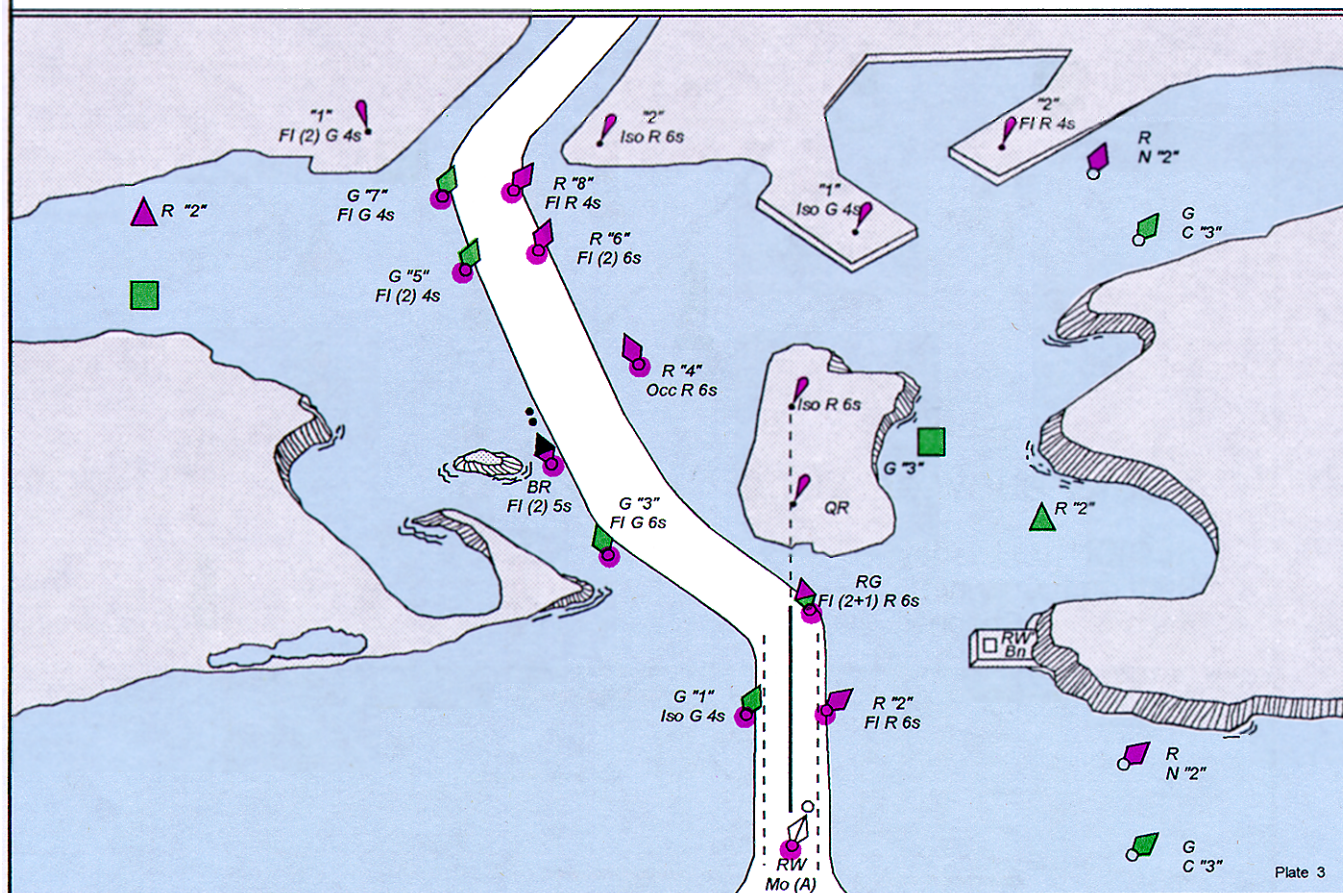 "1"
Fl (2) G 4s
"2"
Iso R 6s
"2"
Fl R 4s
R
N "2"
R "2"
G "7"
Fl G 4s
R "8"
Fl R 4s
"1"
Iso G 4s
G
C "3"
R "6"
Fl (2) 6s
G "5"
Fl (2) 4s
R "4"
Occ R 6s
Iso R 6s
G "3"
BR
Fl (2) 5s
G "3"
Fl G 6s
QR
R "2"
RG
Fl (2+1) R 6s
RW
Bn
G "1"
Iso G 4s
R "2"
Fl R 6s
R
N "2"
G
C "3"
RW
Mo (A)
Plate 3